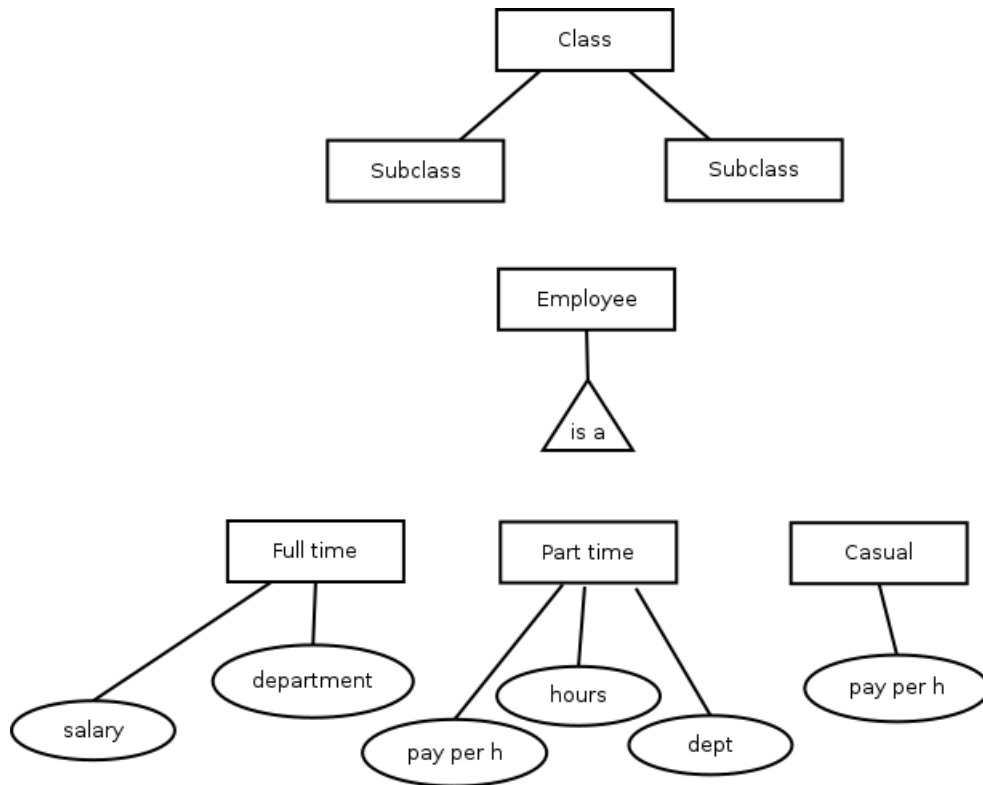 Class
Subclass
Subclass
Employee
is a
Full time
Part time
Casual
salary
department
pay per h
hours
dept
pay per h